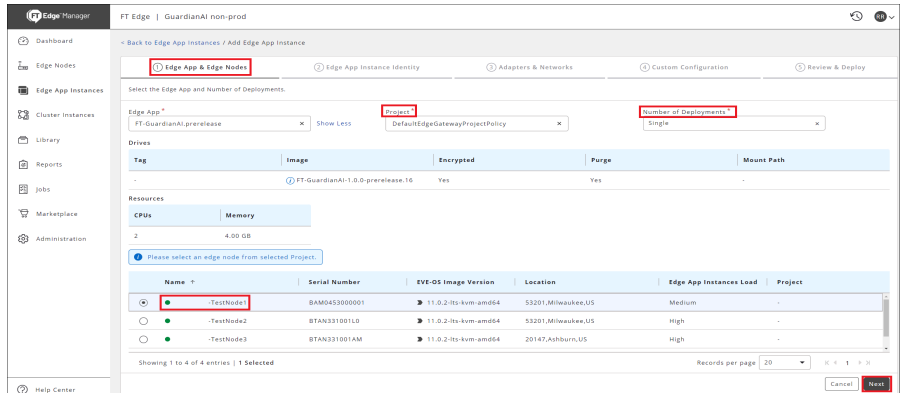 FT Edge Manager
FT Edge | GuardianAI non-prod
RB
Dashboard
Edge Nodes
Edge App Instances
Cluster Instances
Library
Reports
Jobs
Marketplace
Administration
Help Center
< Back to Edge App Instances / Add Edge App Instance
1 Edge App & Edge Nodes
2 Edge App Instance Identity
3 Adapters & Networks
4 Custom Configuration
5 Review & Deploy
Select the Edge App and Number of Deployments.
Edge App * Project * Number of Deployments *
FT-GuardianAI.prerelease × Show Less DefaultEdgeGatewayProjectPolicy × Single ×
Drives
Tag Image Encrypted Purge Mount Path
- FT-GuardianAI-1.0.0-prerelease.16 Yes Yes -
Resources
CPUs Memory
2 4.00 GB
Please select an edge node from selected Project.
Name ↑ Serial Number EVE-OS Image Version Location Edge App Instances Load Project
-TestNode1 BAM0453000001 11.0.2-lts-kvm-amd64 53201,Milwaukee,US Medium -
-TestNode2 BTAN331001L0 11.0.2-lts-kvm-amd64 53201,Milwaukee,US High -
-TestNode3 BTAN331001AM 11.0.2-lts-kvm-amd64 20147,Ashburn,US High -
Showing 1 to 4 of 4 entries | 1 Selected Records per page 20 1
Cancel Next